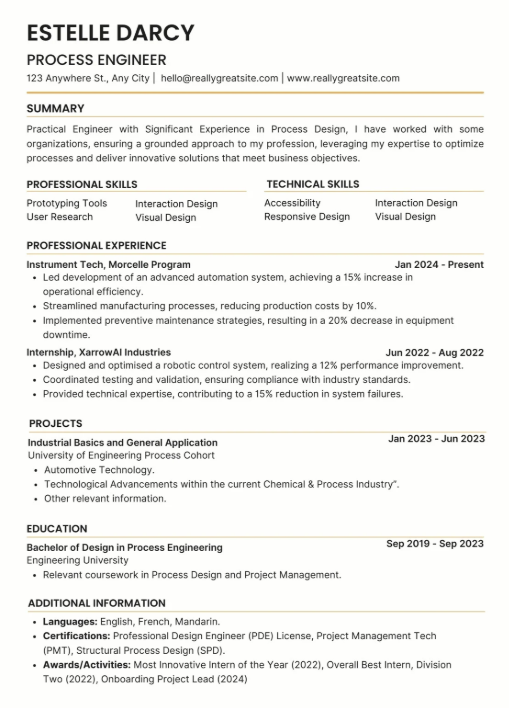 ESTELLE DARCY
PROCESS ENGINEER
123 Anywhere St., Any City | hello@reallygreatsite.com | www.reallygreatsite.com
SUMMARY
Practical Engineer with Significant Experience in Process Design, I have worked with some
organizations, ensuring a grounded approach to my profession, leveraging my expertise to optimize
processes and deliver innovative solutions that meet business objectives.
PROFESSIONAL SKILLS
Prototyping Tools Interaction Design
User Research Visual Design
TECHNICAL SKILLS
Accessibility Interaction Design
Responsive Design Visual Design
PROFESSIONAL EXPERIENCE
Instrument Tech, Morcelle Program Jan 2024 - Present
• Led development of an advanced automation system, achieving a 15% increase in
operational efficiency.
• Streamlined manufacturing processes, reducing production costs by 10%.
• Implemented preventive maintenance strategies, resulting in a 20% decrease in equipment
downtime.
Internship, XarrowAI Industries Jun 2022 - Aug 2022
• Designed and optimised a robotic control system, realizing a 12% performance improvement.
• Coordinated testing and validation, ensuring compliance with industry standards.
• Provided technical expertise, contributing to a 15% reduction in system failures.
PROJECTS
Industrial Basics and General Application Jan 2023 - Jun 2023
University of Engineering Process Cohort
• Automotive Technology.
• Technological Advancements within the current Chemical & Process Industry”.
• Other relevant information.
EDUCATION
Bachelor of Design in Process Engineering Sep 2019 - Sep 2023
Engineering University
• Relevant coursework in Process Design and Project Management.
ADDITIONAL INFORMATION
• Languages: English, French, Mandarin.
• Certifications: Professional Design Engineer (PDE) License, Project Management Tech
(PMT), Structural Process Design (SPD).
• Awards/Activities: Most Innovative Intern of the Year (2022), Overall Best Intern, Division
Two (2022), Onboarding Project Lead (2024)